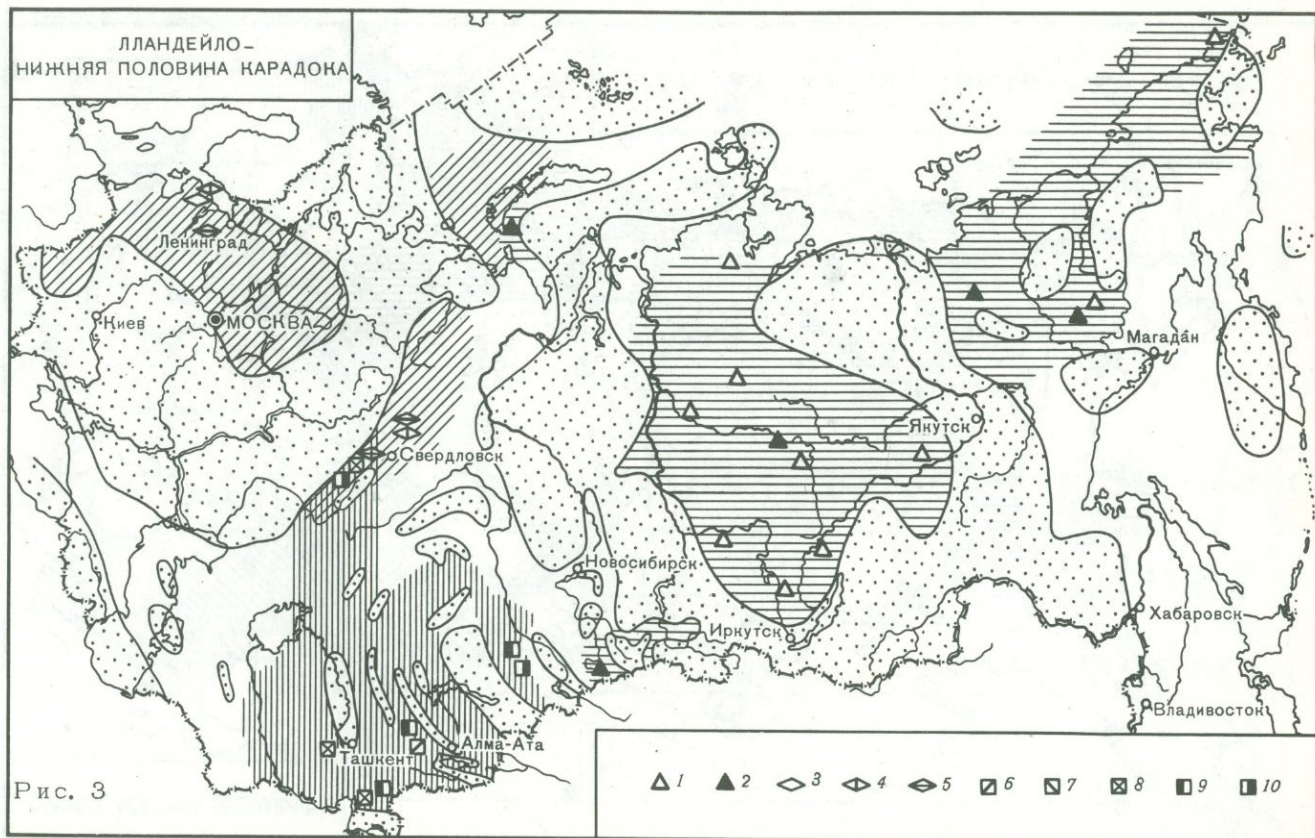 ЛЛАНДЕЙЛО–
НИЖНЯЯ ПОЛОВИНА КАРАДОКА
Ленинград
Киев
МОСКВА
Магадан
Якутск
Свердловск
Новосибирск
Иркутск
Хабаровск
Владивосток
Ташкент
Алма-Ата
Рис. 3
1 2 3 4 5 6 7 8 9 10